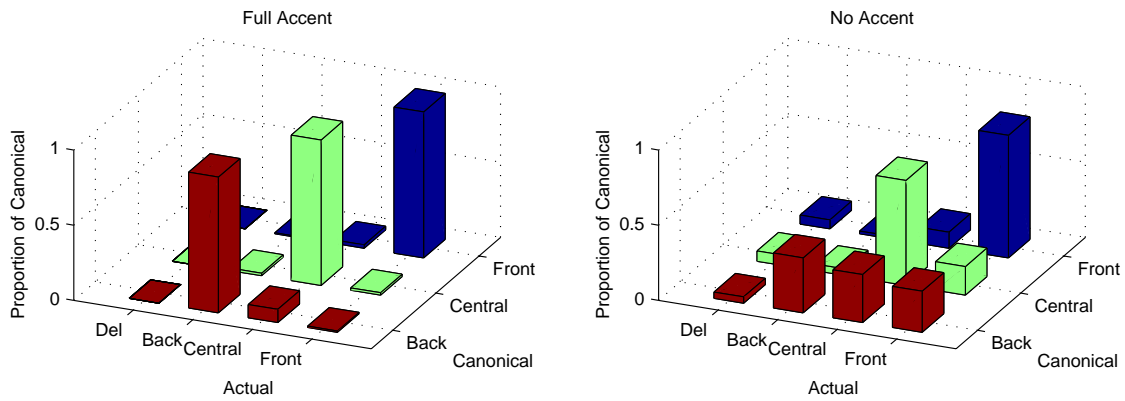 Full Accent
Proportion of Canonical
1
0.5
0
Del
Back
Central
Front
Actual
Back
Central
Front
Canonical
No Accent
Proportion of Canonical
1
0.5
0
Del
Back
Central
Front
Actual
Back
Central
Front
Canonical